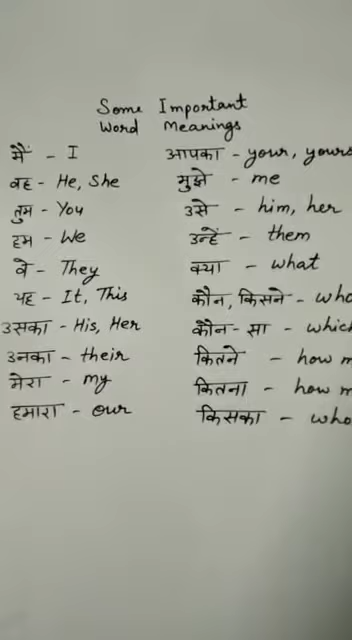 Some Important
Word Meanings
मैं - I
वह - He, She
तुम - You
हम - We
वे - They
यह - It, This
उसका - His, Her
उनका - their
मेरा - my
हमारा - our
आपका - your, yours
मुझे - me
उसे - him, her
उन्हें - them
क्या - what
कौन, किसने -
कौन-सा -
कितने - how
कितना - how
किसका -